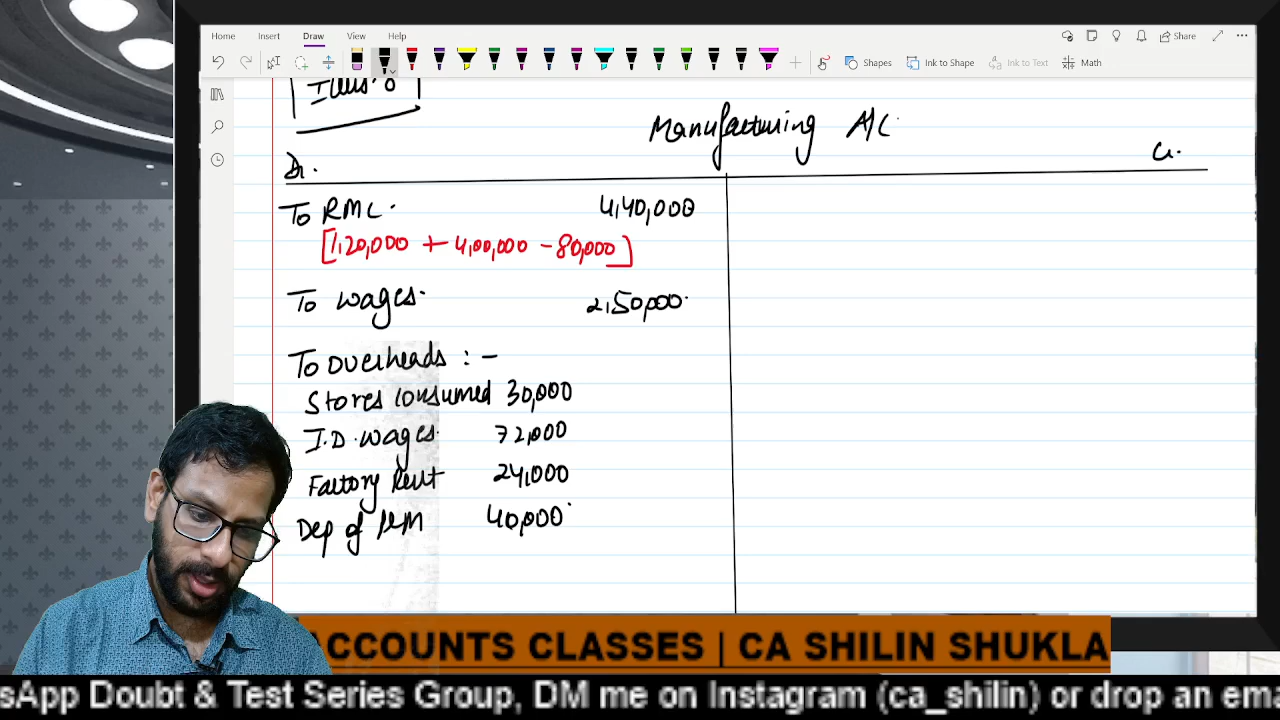 Home Insert Draw View Help Share
Shapes Ink to Shape Ink to Text Math
Illus. 8
Manufacturing A/C
Dr. Cr.
To RMC. 4,40,000
[1,20,000 + 4,00,000 - 80,000]
To wages. 2,50,000
To Overheads : -
Stores Consumed 30,000
I.D. wages. 72,000
Factory Rent 24,000
Dep of P&M 40,000
ACCOUNTS CLASSES | CA SHILIN SHUKLA
sApp Doubt & Test Series Group, DM me on Instagram (ca_shilin) or drop an ema